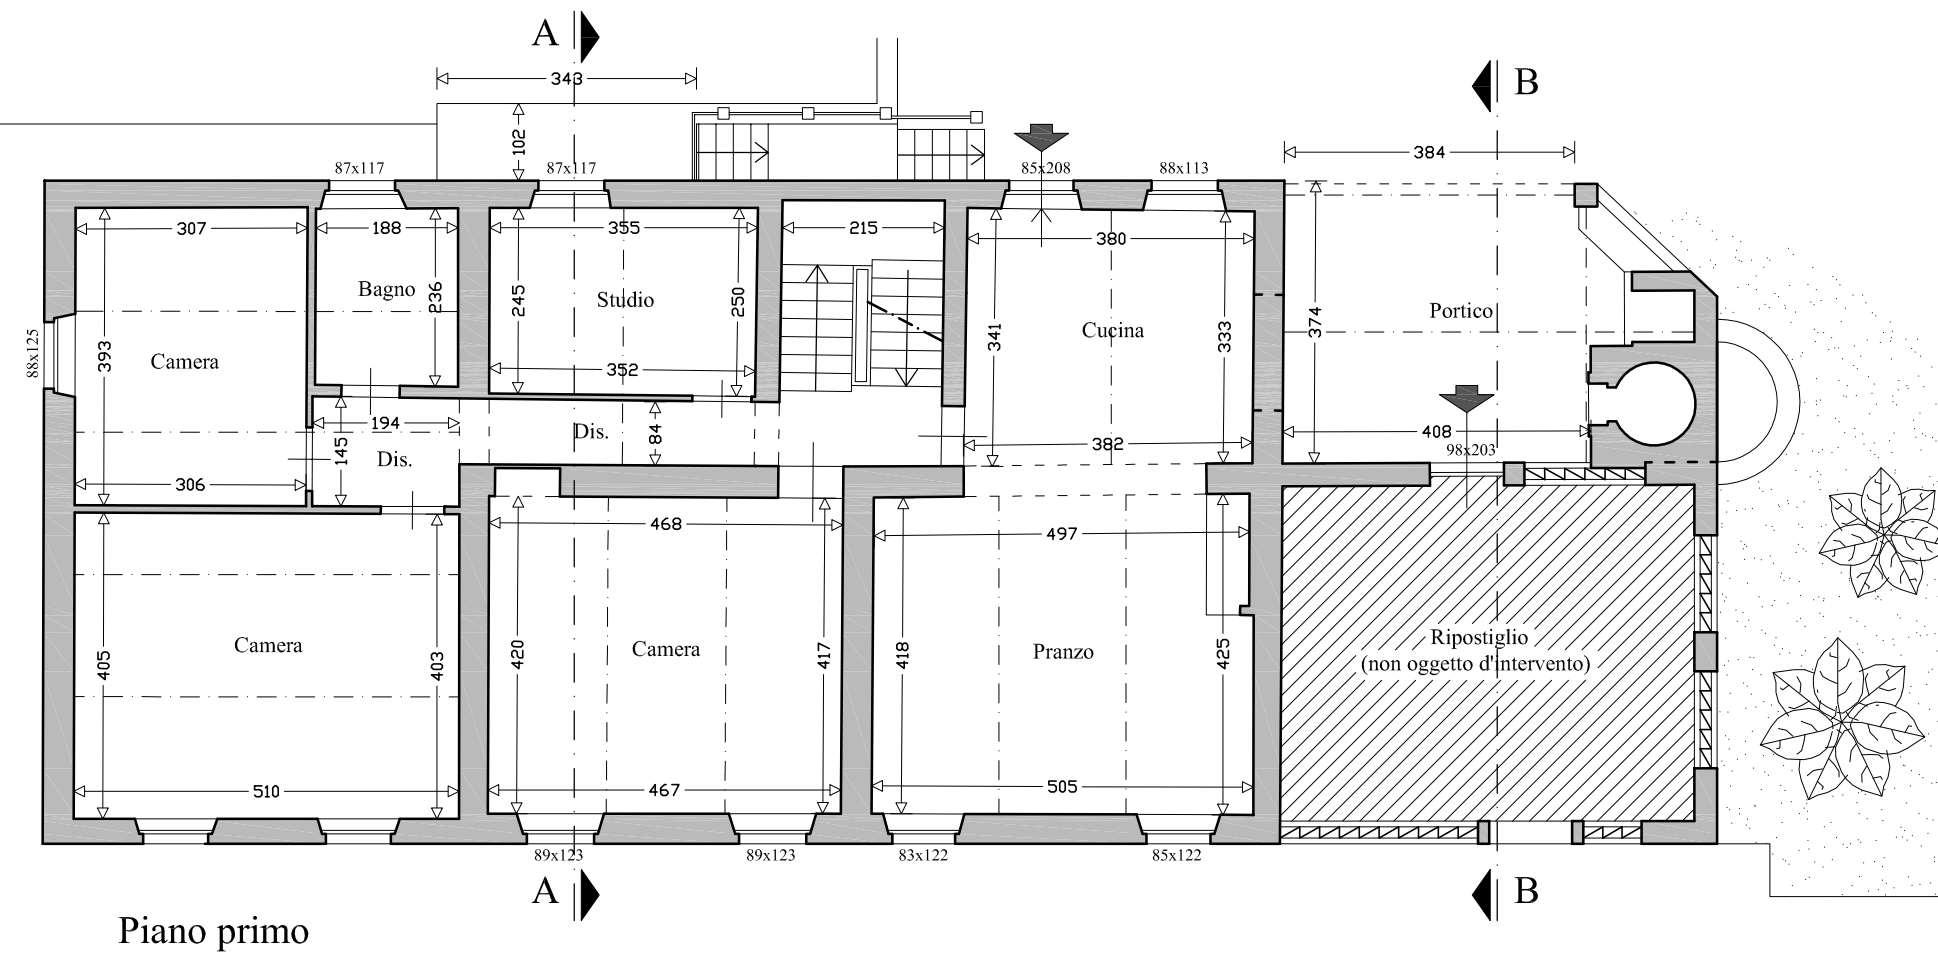 A
B
343
102
384
87x117
87x117
85x208
88x113
307
188
355
215
380
236
245
250
Bagno
Studio
Cucina
Portico
374
341
333
88x125
393
Camera
352
194
145
84
Dis.
Dis.
382
408
98x203
306
468
497
405
403
420
417
418
425
Camera
Camera
Pranzo
Ripostiglio
(non oggetto d'intervento)
510
467
505
89x123
89x123
83x122
85x122
A
B
Piano primo